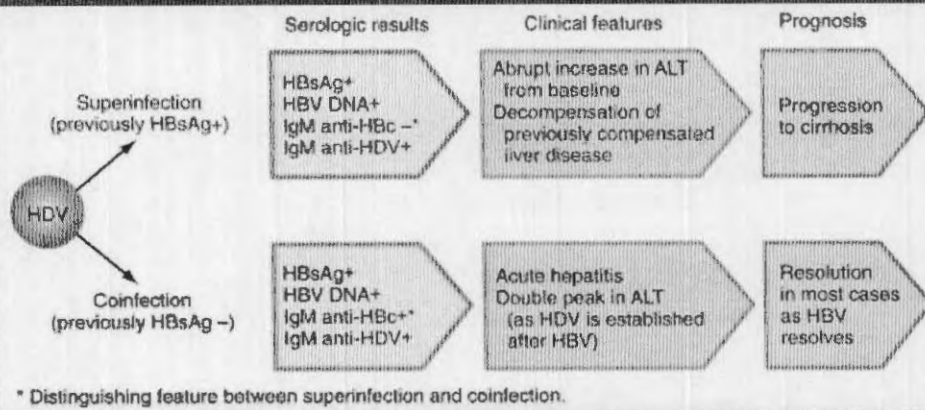 Serologic results
Clinical features
Prognosis
Superinfection
(previously HBsAg+)
HBsAg+
HBV DNA+
IgM anti-HBc –*
IgM anti-HDV+
Abrupt increase in ALT
from baseline
Decompensation of
previously compensated
liver disease
Progression
to cirrhosis
HDV
Coinfection
(previously HBsAg –)
HBsAg+
HBV DNA+
IgM anti-HBc+*
IgM anti-HDV+
Acute hepatitis
Double peak in ALT
(as HDV is established
after HBV)
Resolution
in most cases
as HBV
resolves
* Distinguishing feature between superinfection and coinfection.